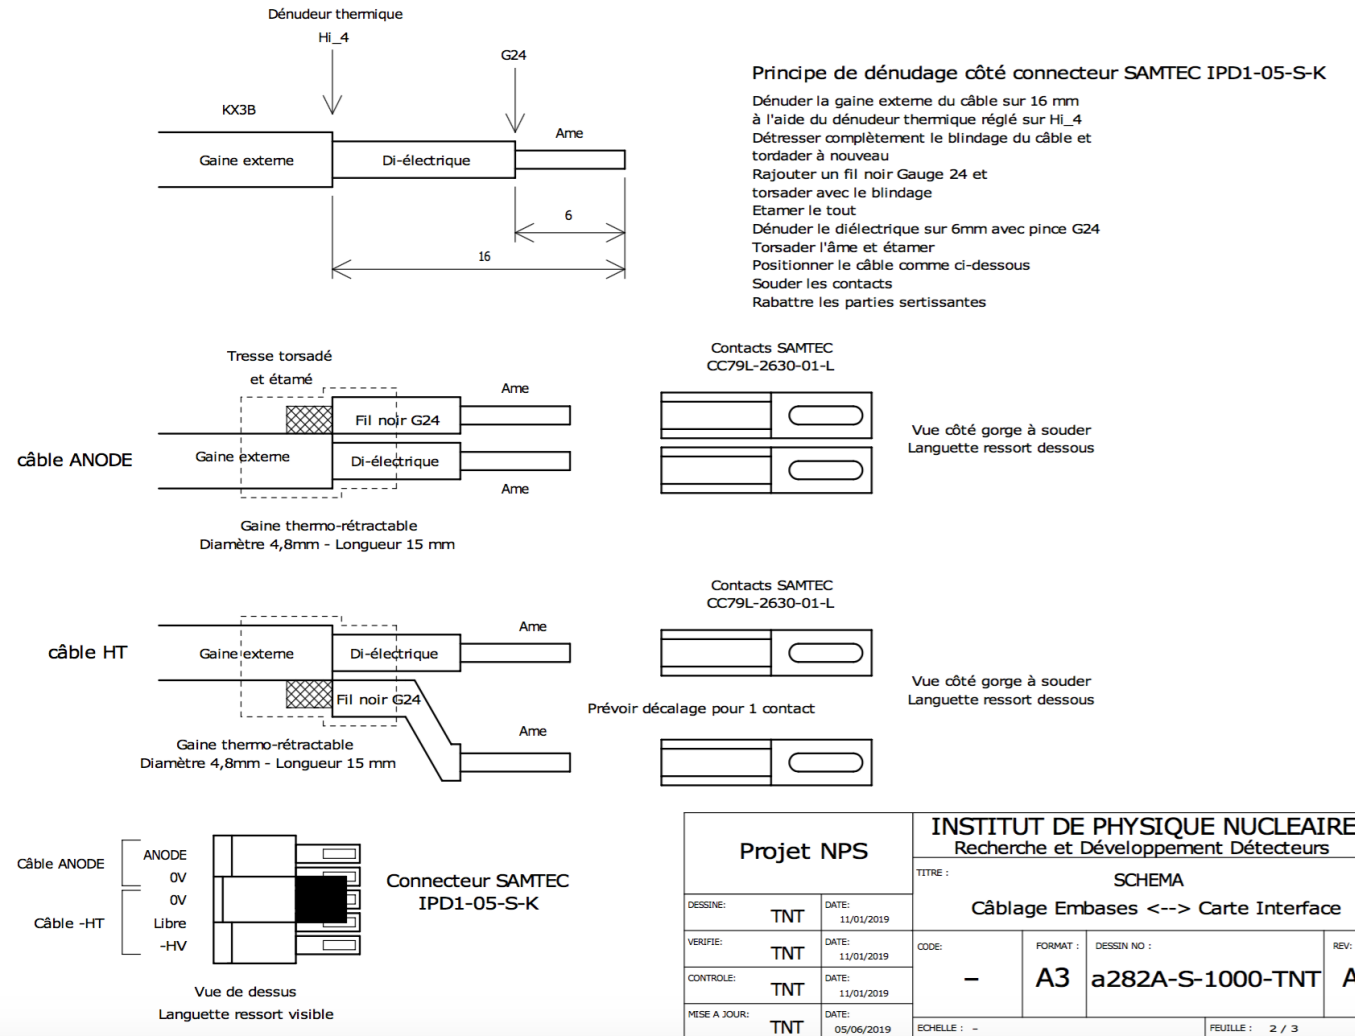 Dénudeur thermique
Hi_4
G24
KX3B
Ame
Gaine externe
Di-électrique
6
16
Principe de dénudage côté connecteur SAMTEC IPD1-05-S-K
Dénuder la gaine externe du câble sur 16 mm
à l'aide du dénudeur thermique réglé sur Hi_4
Détresser complètement le blindage du câble et
tordader à nouveau
Rajouter un fil noir Gauge 24 et
torsader avec le blindage
Etamer le tout
Dénuder le diélectrique sur 6mm avec pince G24
Torsader l'âme et étamer
Positionner le câble comme ci-dessous
Souder les contacts
Rabattre les parties sertissantes
Tresse torsadé
et étamé
Ame
Fil noir G24
câble ANODE
Gaine externe
Di-électrique
Ame
Gaine thermo-rétractable
Diamètre 4,8mm - Longueur 15 mm
Contacts SAMTEC
CC79L-2630-01-L
Vue côté gorge à souder
Languette ressort dessous
câble HT
Gaine externe
Di-électrique
Ame
Fil noir G24
Ame
Gaine thermo-rétractable
Diamètre 4,8mm - Longueur 15 mm
Contacts SAMTEC
CC79L-2630-01-L
Vue côté gorge à souder
Languette ressort dessous
Prévoir décalage pour 1 contact
Câble ANODE
ANODE
0V
0V
Câble -HT
Libre
-HV
Connecteur SAMTEC
IPD1-05-S-K
Vue de dessus
Languette ressort visible
Projet NPS
INSTITUT DE PHYSIQUE NUCLEAIRE
Recherche et Développement Détecteurs
TITRE :
SCHEMA
Câblage Embases <--> Carte Interface
DESSINE:
TNT
DATE:
11/01/2019
VERIFIE:
TNT
DATE:
11/01/2019
CONTROLE:
TNT
DATE:
11/01/2019
MISE A JOUR:
TNT
DATE:
05/06/2019
CODE:
–
FORMAT :
A3
DESSIN NO :
a282A-S-1000-TNT
REV:
A
ECHELLE : -
FEUILLE : 2 / 3